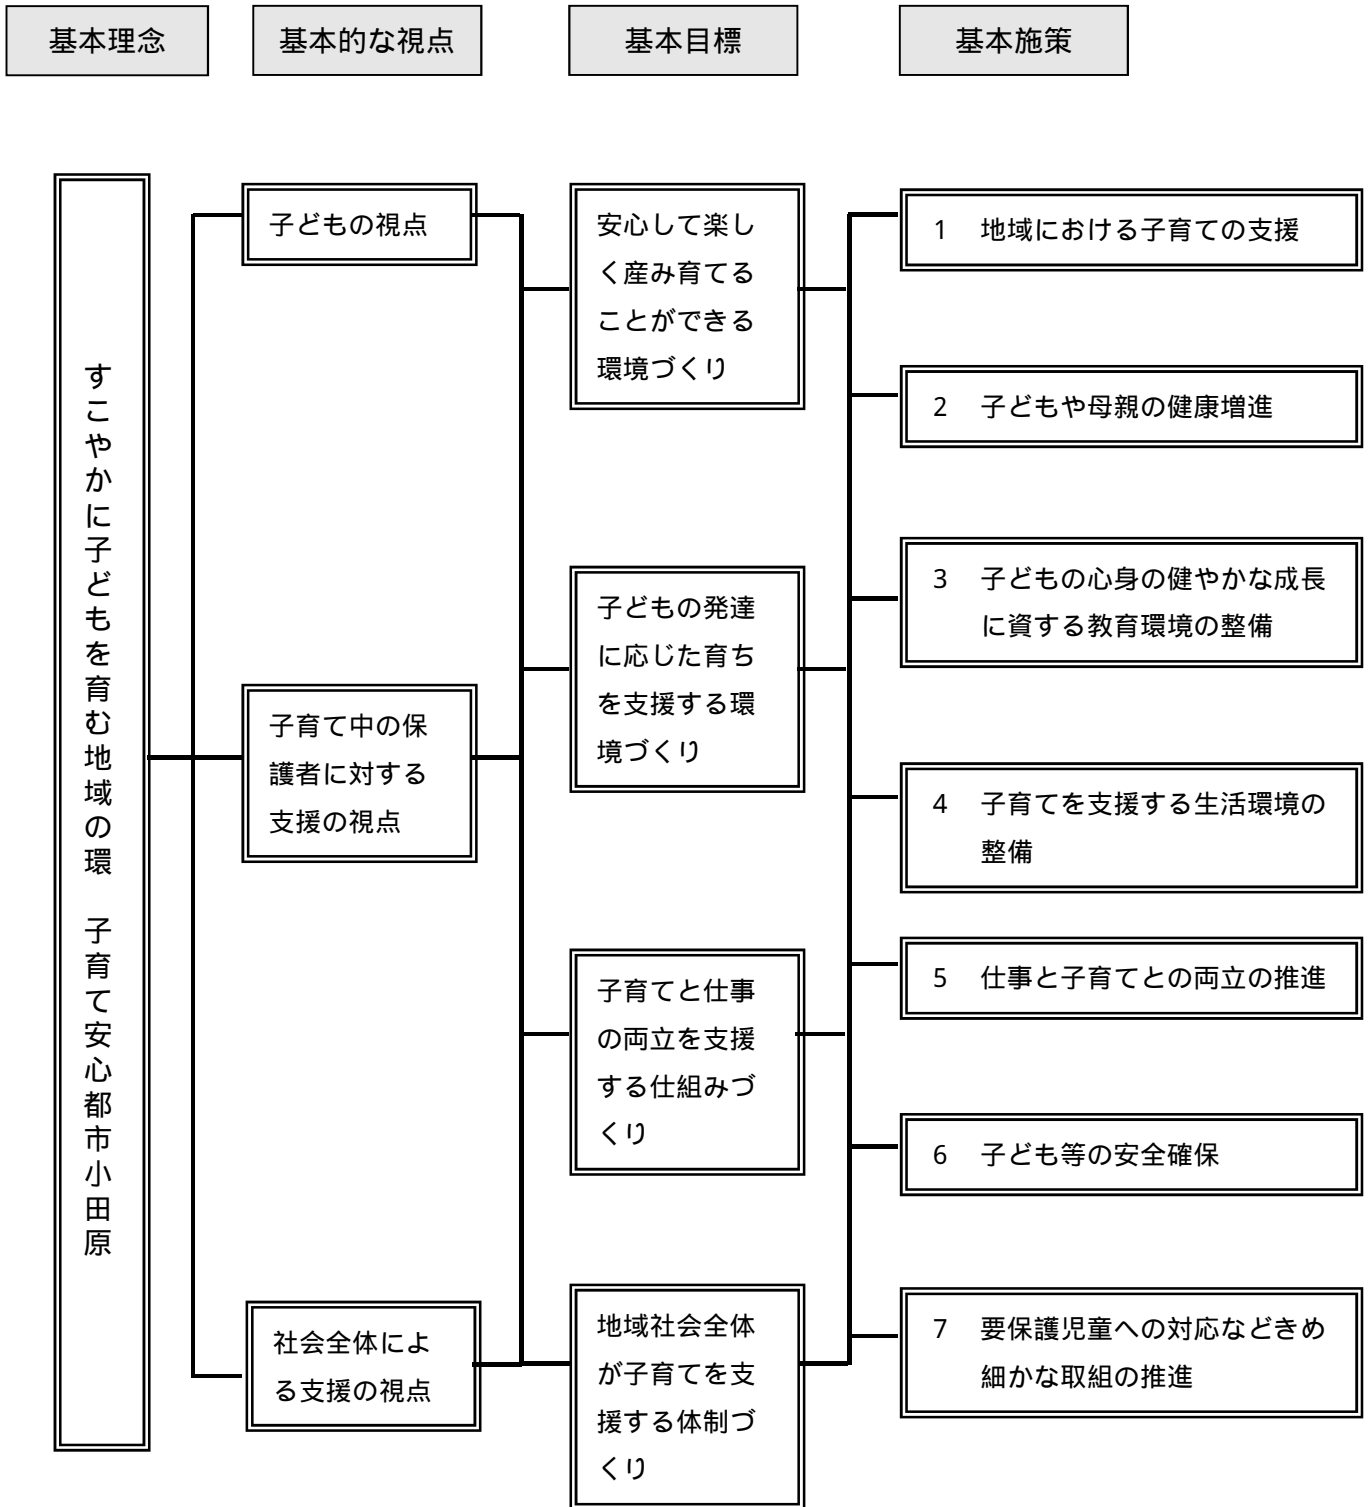 基本理念
基本的な視点
基本目標
基本施策
すこやかに子どもを育む地域の環　子育て安心都市小田原
子どもの視点
子育て中の保
護者に対する
支援の視点
社会全体によ
る支援の視点
安心して楽し
く産み育てる
ことができる
環境づくり
子どもの発達
に応じた育ち
を支援する環
境づくり
子育てと仕事
の両立を支援
する仕組みづ
くり
地域社会全体
が子育てを支
援する体制づ
くり
1　地域における子育ての支援
2　子どもや母親の健康増進
3　子どもの心身の健やかな成長
に資する教育環境の整備
4　子育てを支援する生活環境の
整備
5　仕事と子育てとの両立の推進
6　子ども等の安全確保
7　要保護児童への対応などきめ
細かな取組の推進